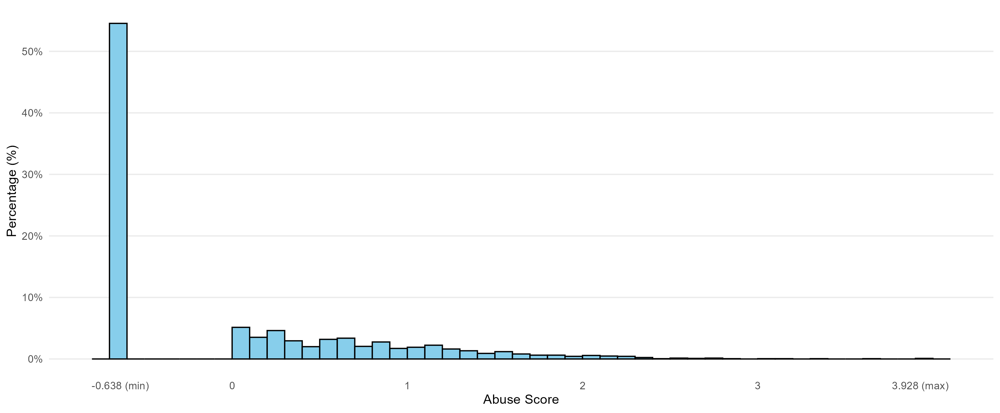 50%
40%
30%
20%
10%
0%
Percentage (%)
-0.638 (min) 0 1 2 3 3.928 (max)
Abuse Score